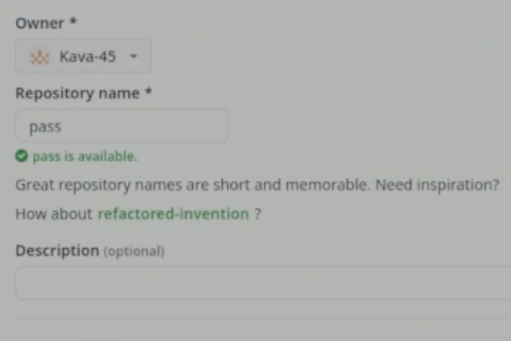 Owner *
Kava-45
Repository name *
pass
pass is available.
Great repository names are short and memorable. Need inspiration?
How about refactored-invention ?
Description (optional)